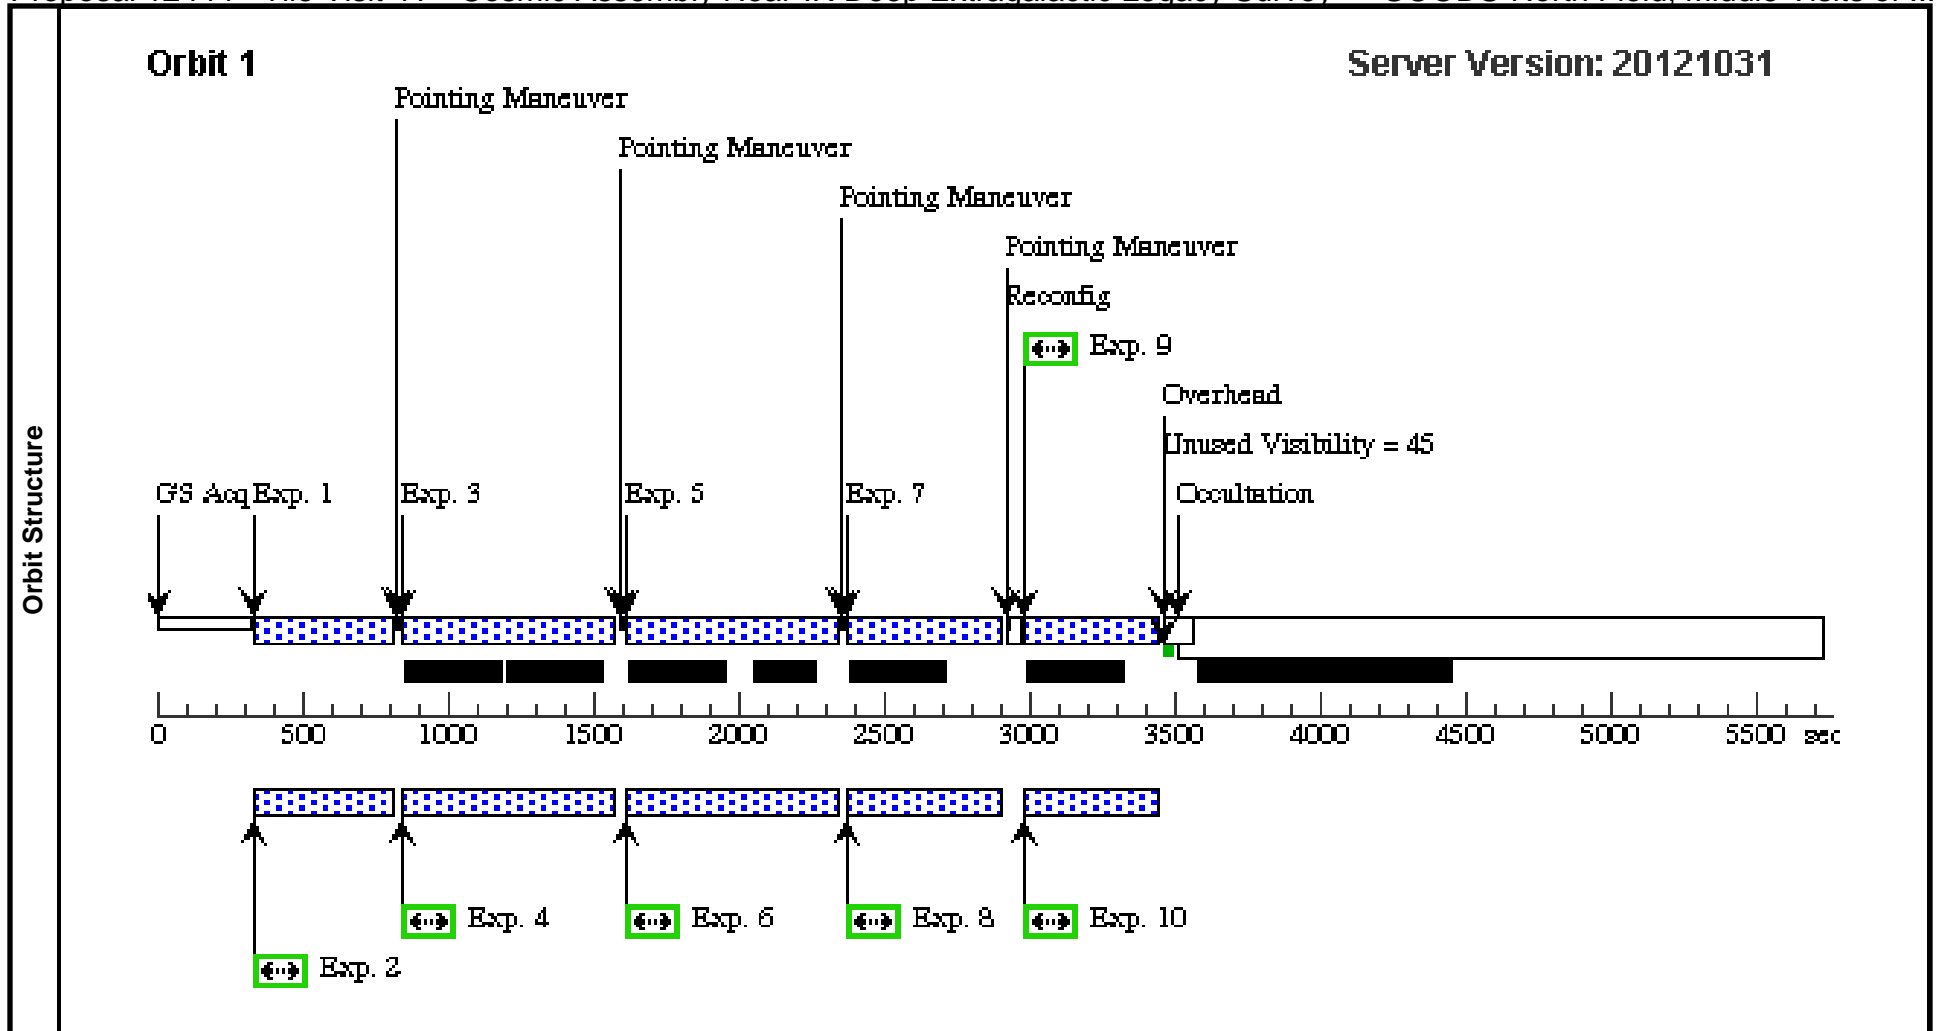 Orbit 1
Server Version: 20121031
Pointing Maneuver
Pointing Maneuver
Pointing Maneuver
Pointing Maneuver
Reconfig
Exp. 9
Overhead
Unused Visibility = 45
GS Acq Exp. 1 Exp. 3 Exp. 5 Exp. 7 Occultation
Orbit Structure
0 500 1000 1500 2000 2500 3000 3500 4000 4500 5000 5500 sec
Exp. 4 Exp. 6 Exp. 8 Exp. 10
Exp. 2